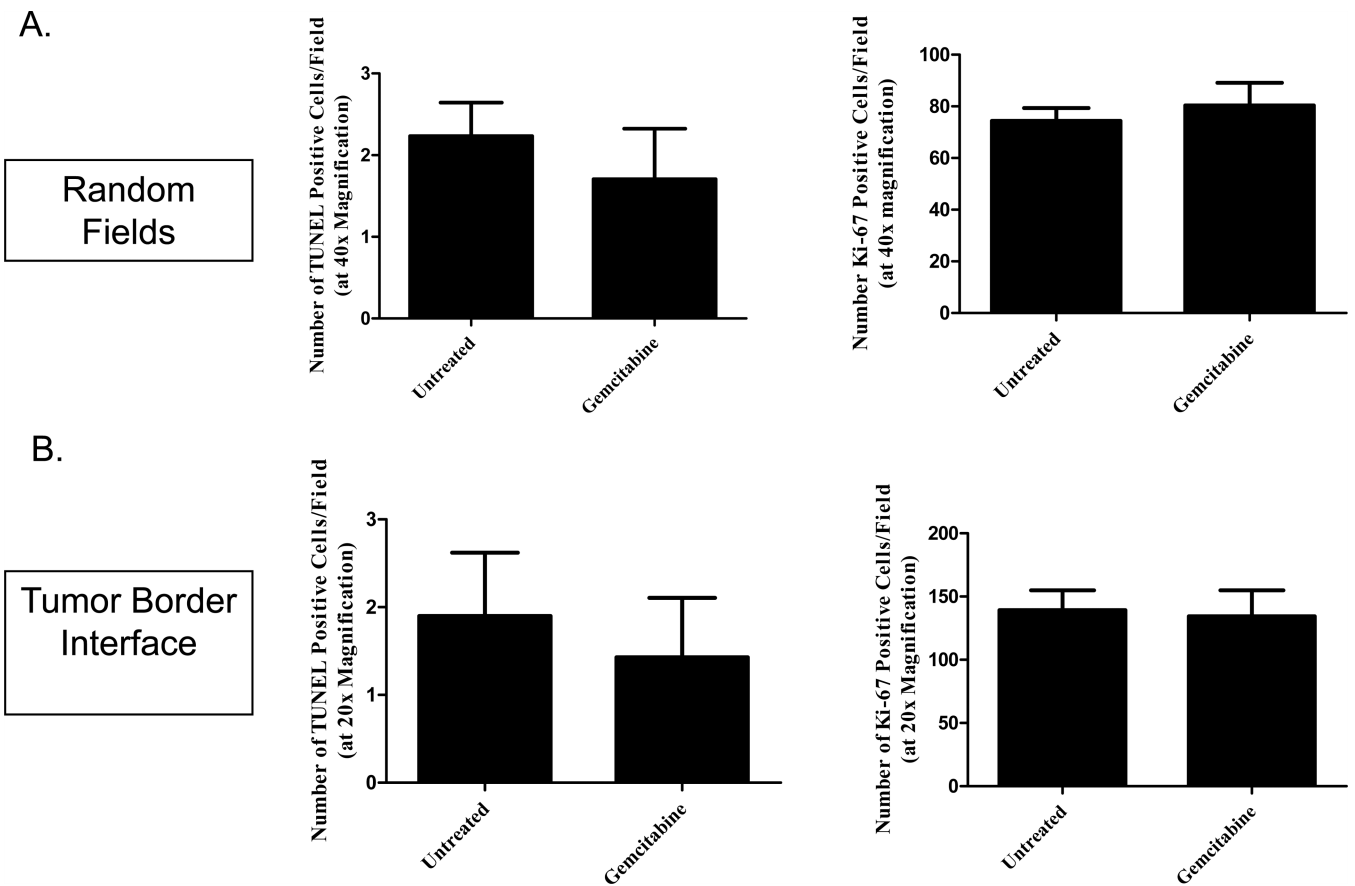 A.
Random
Fields
Number of TUNEL Positive Cells/Field
(at 40x Magnification)
3
2
1
0
Untreated
Gemcitabine
Number Ki-67 Positive Cells/Field
(at 40x magnification)
100
80
60
40
20
0
Untreated
Gemcitabine
B.
Tumor Border
Interface
Number of TUNEL Positive Cells/Field
(at 20x Magnification)
3
2
1
0
Untreated
Gemcitabine
Number of Ki-67 Positive Cells/Field
(at 20x Magnification)
200
150
100
50
0
Untreated
Gemcitabine